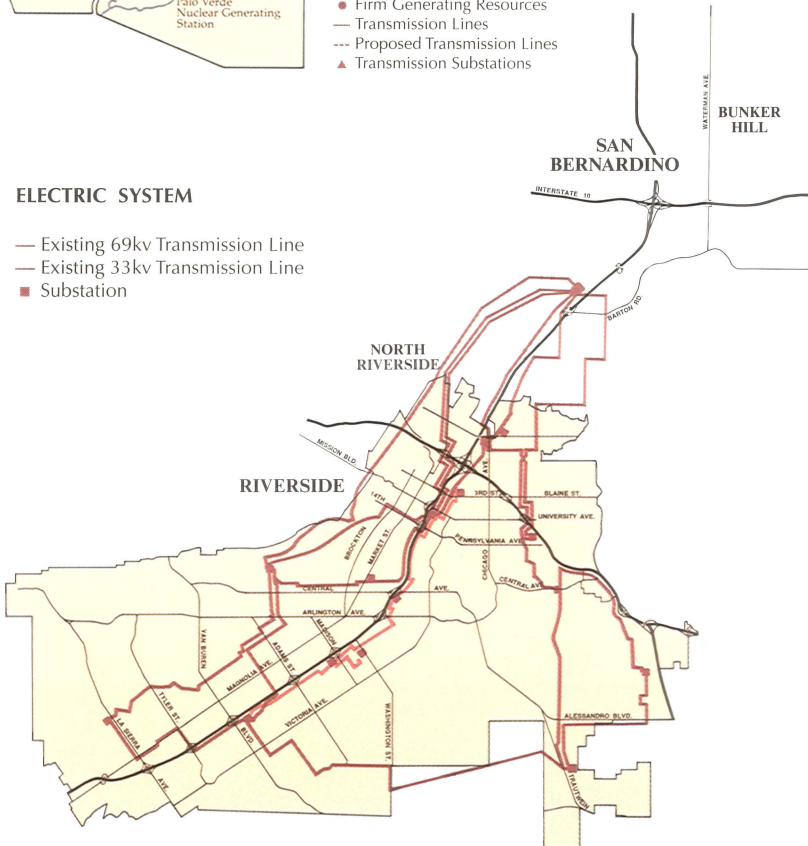 Palo Verde
Nuclear Generating
Station
Firm Generating Resources
Transmission Lines
Proposed Transmission Lines
Transmission Substations
WATERMAN AVE.
BUNKER
HILL
SAN
BERNARDINO
INTERSTATE 10
ELECTRIC SYSTEM
Existing 69kv Transmission Line
Existing 33kv Transmission Line
Substation
BARTON RD.
NORTH
RIVERSIDE
MISSION BLD.
RIVERSIDE
14TH
3RD ST.
AVE
BLAINE ST.
UNIVERSITY AVE.
BROCKTON
MARKET ST.
PENNSYLVANIA AVE.
CHICAGO
CENTRAL AVE.
CENTRAL AVE.
ARLINGTON AVE.
VAN BUREN
MADISON
ADAMS ST.
MAGNOLIA AVE.
TYLER ST.
VICTORIA AVE.
WASHINGTON ST.
LA SIERRA
BLVD
ALESSANDRO BLVD.
AVE
TRAUTWEIN